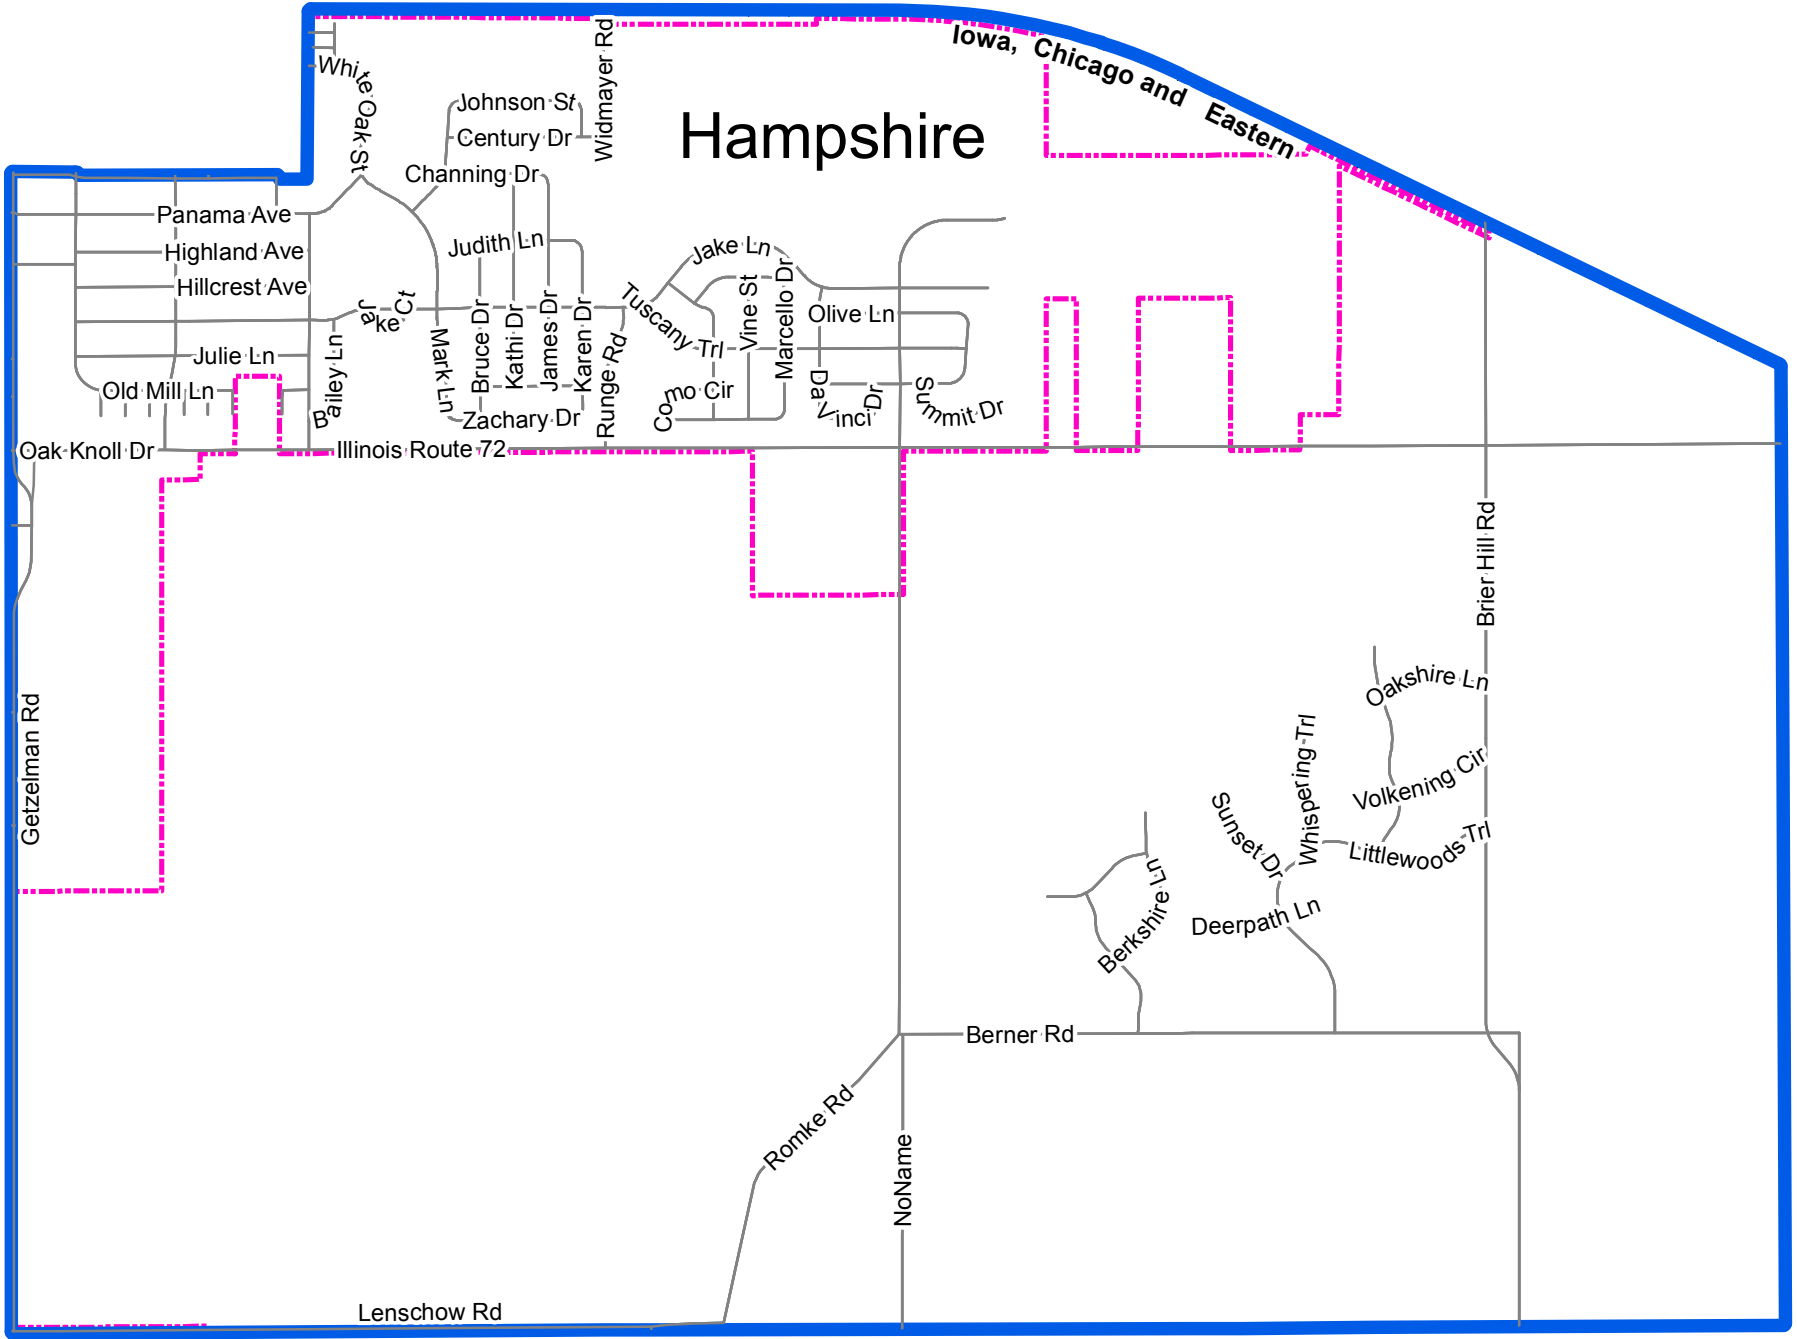 Iowa, Chicago and Eastern
Hampshire
White Oak St
Widmayer Rd
Johnson St
Century Dr
Channing Dr
Panama Ave
Highland Ave
Hillcrest Ave
Judith Ln
Jake Ln
Jake Ct
Tuscany Trl
Vine St
Marcello Dr
Olive Ln
Julie Ln
Bailey Ln
Mark Ln
Bruce Dr
Kathi Dr
James Dr
Karen Dr
Runge Rd
Old Mill Ln
Zachary Dr
Como Cir
Da Vinci Dr
Summit Dr
Oak Knoll Dr
Illinois Route 72
Brier Hill Rd
Getzelman Rd
Oakshire Ln
Whispering Trl
Volkening Cir
Sunset Dr
Littlewoods Trl
Berkshire Ln
Deerpath Ln
Berner Rd
Romke Rd
NoName
Lenschow Rd